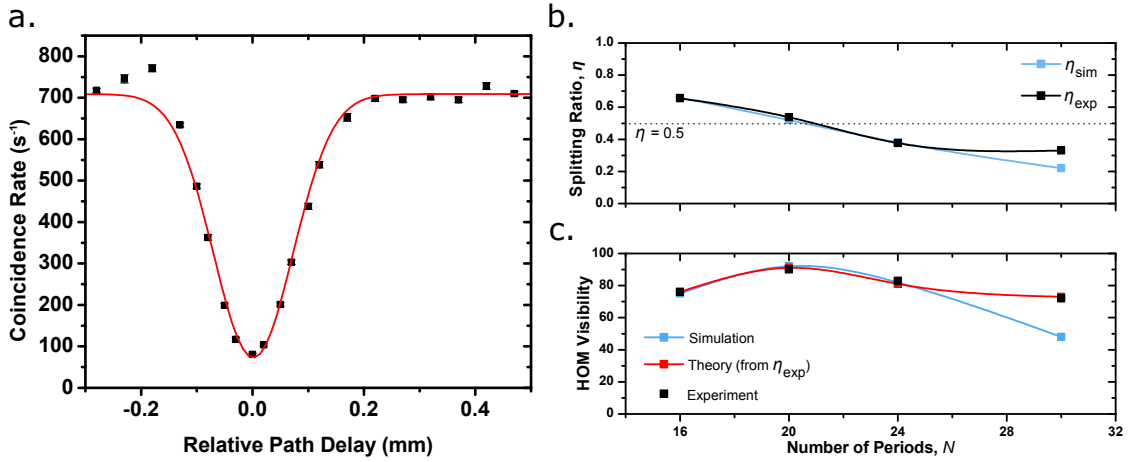 a.
Coincidence Rate (s⁻¹)
800
700
600
500
400
300
200
100
0
-0.2
0.0
0.2
0.4
Relative Path Delay (mm)
b.
Splitting Ratio, η
1.0
0.8
0.6
0.4
0.2
0.0
η = 0.5
ηsim
ηexp
c.
HOM Visibility
100
80
60
40
20
0
Simulation
Theory (from ηexp)
Experiment
16
20
24
28
32
Number of Periods, N